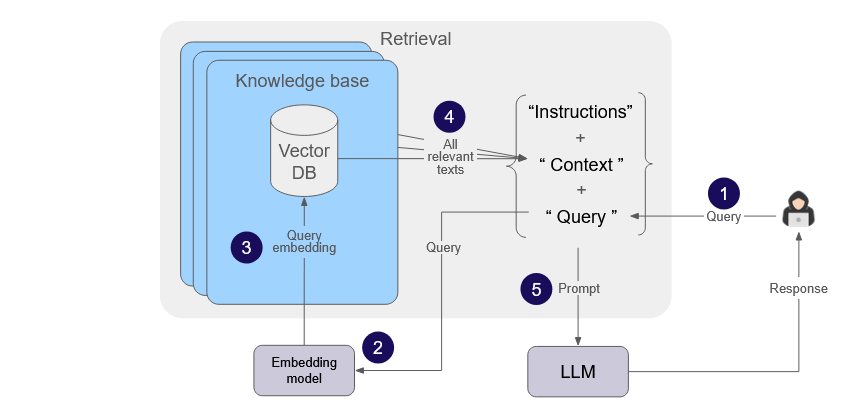 Retrieval
Knowledge base
Vector
DB
4
All
relevant
texts
“Instructions”
+
“ Context ”
+
“ Query ”
1
Query
3
Query
embedding
Query
5
Prompt
Response
2
Embedding
model
LLM